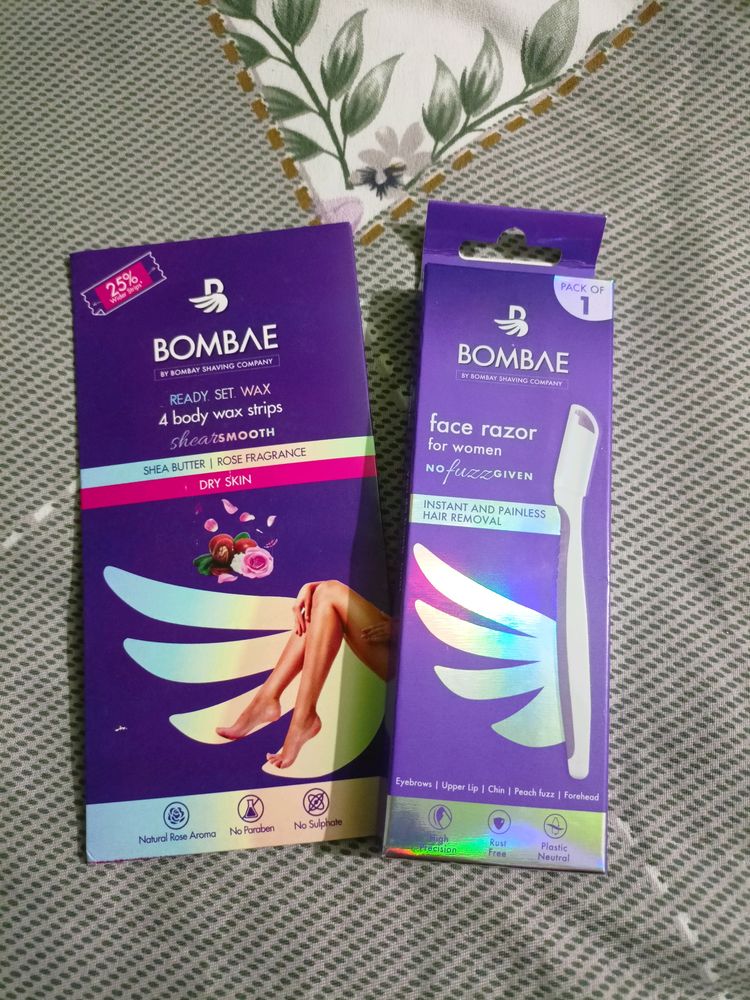 25%
Wider Strips*
BOMBAE
BY BOMBAY SHAVING COMPANY
READY. SET. WAX
4 body wax strips
shearSMOOTH
SHEA BUTTER | ROSE FRAGRANCE
DRY SKIN
Natural Rose Aroma
No Paraben
No Sulphate
PACK OF
1
BOMBAE
BY BOMBAY SHAVING COMPANY
face razor
for women
NO fuzz GIVEN
INSTANT AND PAINLESS
HAIR REMOVAL
Eyebrows | Upper Lip | Chin | Peach fuzz | Forehead
High
Precision
Rust
Free
Plastic
Neutral